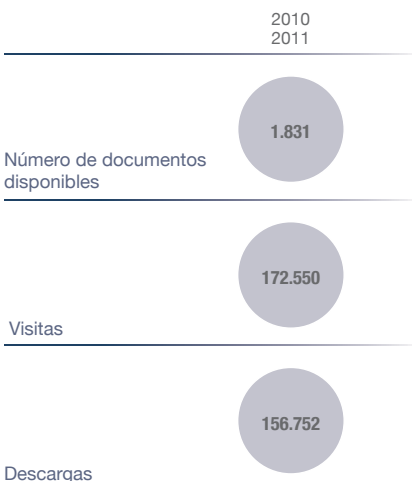 2010
2011
1.831
Número de documentos
disponibles
172.550
Visitas
156.752
Descargas